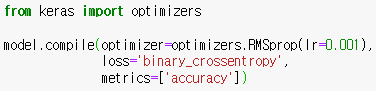 from keras import optimizers
model.compile(optimizer=optimizers.RMSprop(lr=0.001),
              loss='binary_crossentropy',
              metrics=['accuracy'])